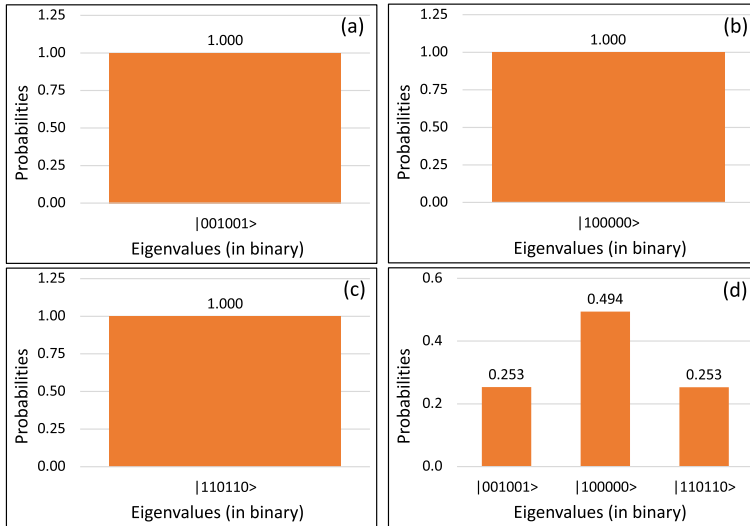 (a)
1.25
1.000
1.00
0.75
0.50
0.25
0.00
Probabilities
|001001>
Eigenvalues (in binary)
(b)
1.25
1.000
1.00
0.75
0.50
0.25
0.00
Probabilities
|100000>
Eigenvalues (in binary)
(c)
1.25
1.000
1.00
0.75
0.50
0.25
0.00
Probabilities
|110110>
Eigenvalues (in binary)
(d)
0.6
0.494
0.4
0.253
0.253
0.2
0.0
Probabilities
|001001> |100000> |110110>
Eigenvalues (in binary)